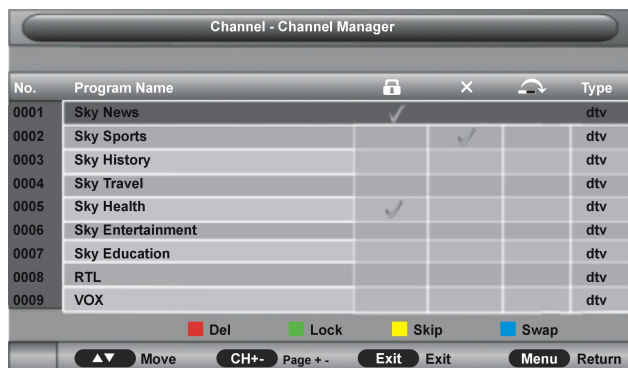 Channel - Channel Manager
No. Program Name Type
0001 Sky News dtv
0002 Sky Sports dtv
0003 Sky History dtv
0004 Sky Travel dtv
0005 Sky Health dtv
0006 Sky Entertainment dtv
0007 Sky Education dtv
0008 RTL dtv
0009 VOX dtv
Del Lock Skip Swap
▲▼ Move CH+- Page + - Exit Exit Menu Return